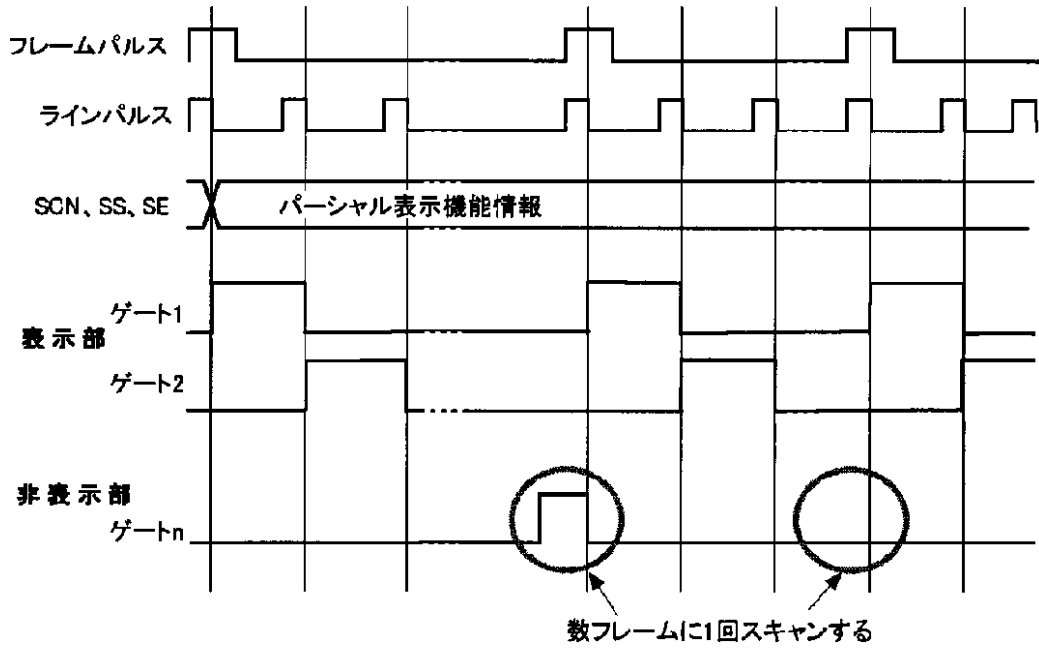 フレームパルス
ラインパルス
SCN、SS、SE
パーシャル表示機能情報
ゲート1
表示部
ゲート2
非表示部
ゲートn
数フレームに1回スキャンする